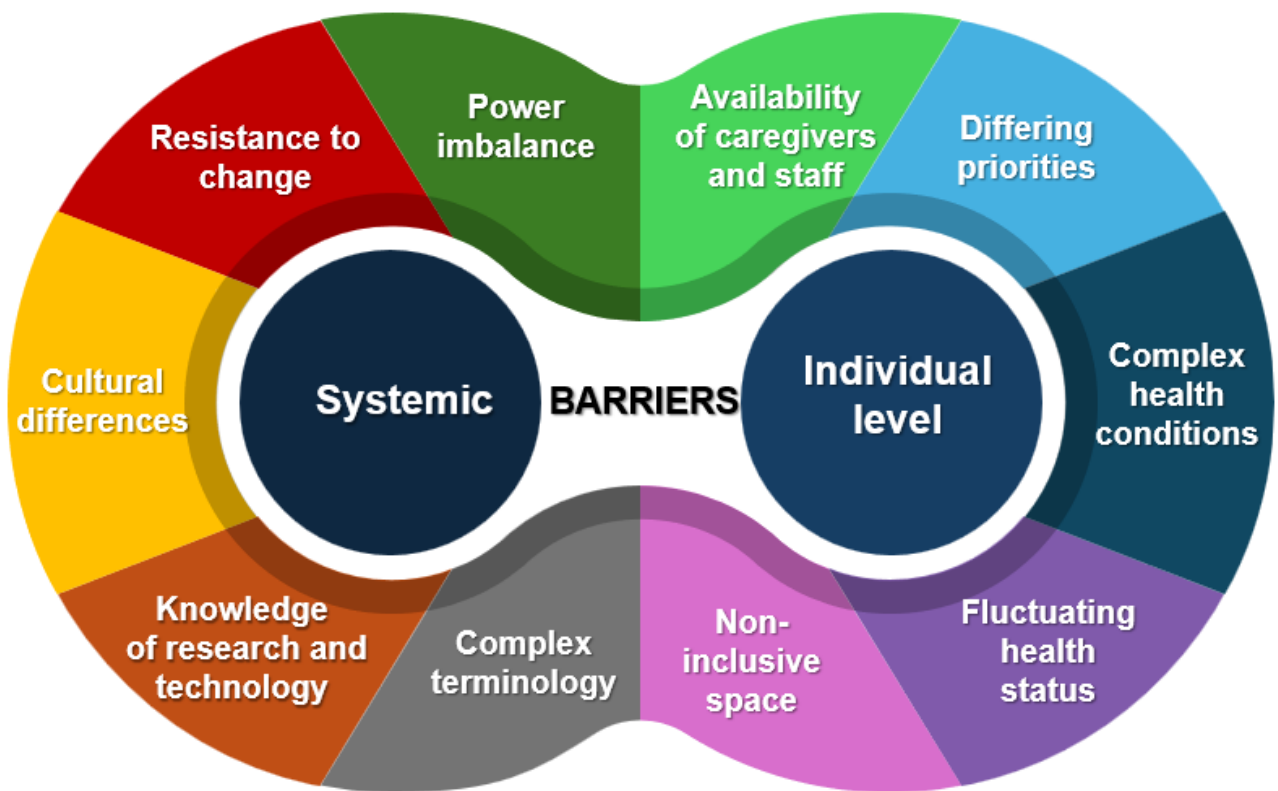 Power
imbalance
Availability
of caregivers
and staff
Differing
priorities
Complex
health
conditions
Fluctuating
health
status
Non-
inclusive
space
Complex
terminology
Knowledge
of research and
technology
Cultural
differences
Resistance to
change
Systemic
BARRIERS
Individual
level